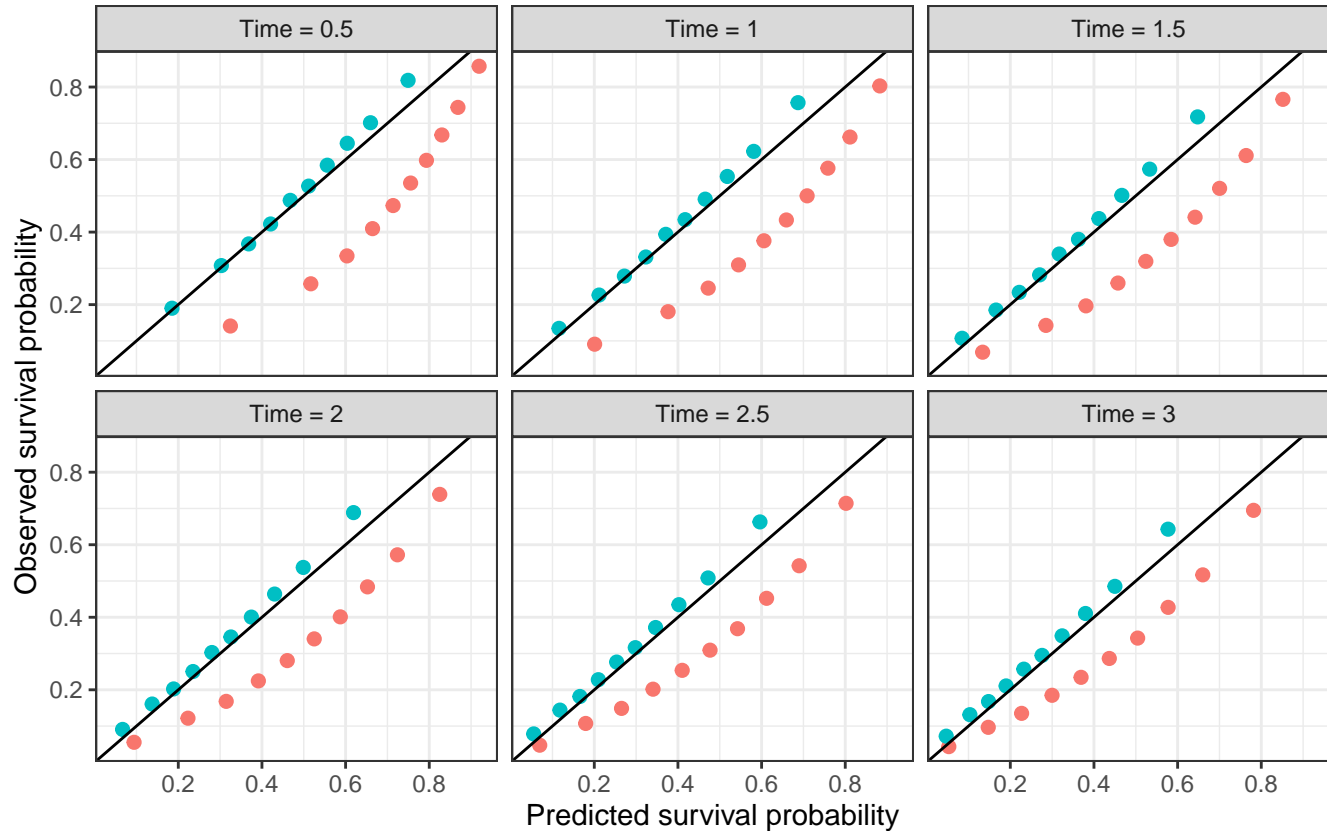 Time = 0.5
Time = 1
Time = 1.5
0.8
0.6
0.4
0.2
Time = 2
Time = 2.5
Time = 3
0.8
0.6
0.4
0.2
0.2 0.4 0.6 0.8
0.2 0.4 0.6 0.8
0.2 0.4 0.6 0.8
Predicted survival probability
Observed survival probability